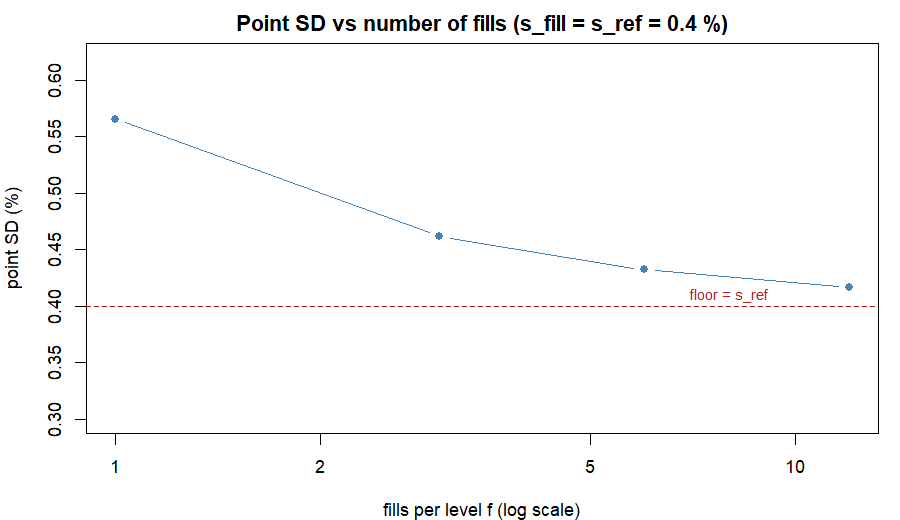 Point SD vs number of fills (s_fill = s_ref = 0.4 %)
point SD (%)
0.60
0.55
0.50
0.45
0.40
0.35
0.30
floor = s_ref
1
2
5
10
fills per level f (log scale)